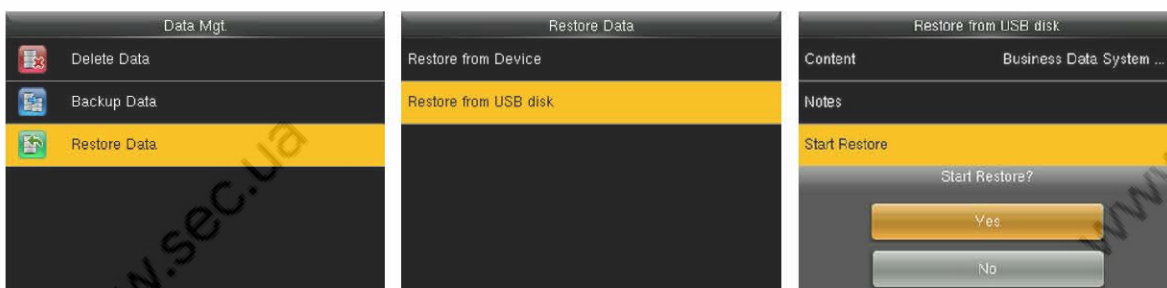 Data Mgt.
Delete Data
Backup Data
Restore Data
Restore Data
Restore from Device
Restore from USB disk
Restore from USB disk
Content Business Data System ...
Notes
Start Restore
Start Restore?
Yes
No
.sec.ua